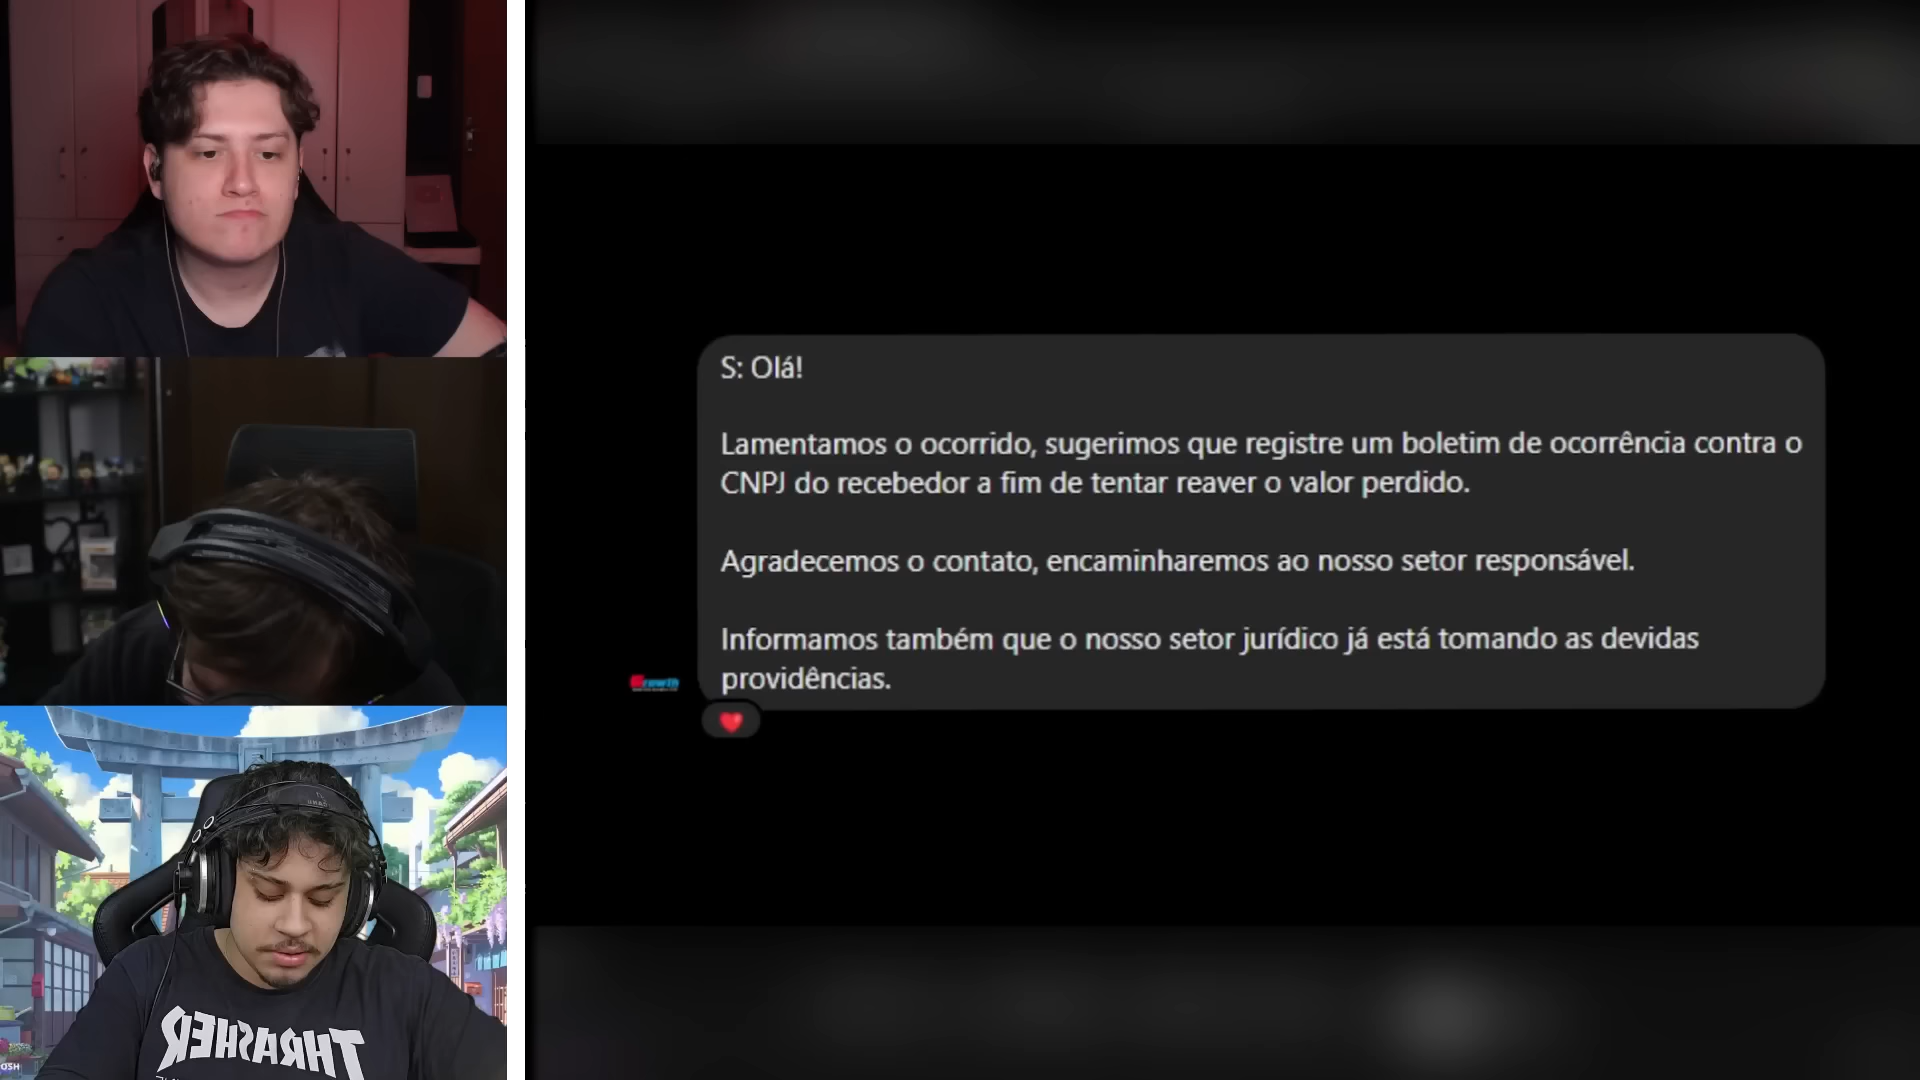 S: Olá!
Lamentamos o ocorrido, sugerimos que registre um boletim de ocorrência contra o
CNPJ do recebedor a fim de tentar reaver o valor perdido.
Agradecemos o contato, encaminharemos ao nosso setor responsável.
Informamos também que o nosso setor jurídico já está tomando as devidas
providências.
Growth
THRASHER
OSH